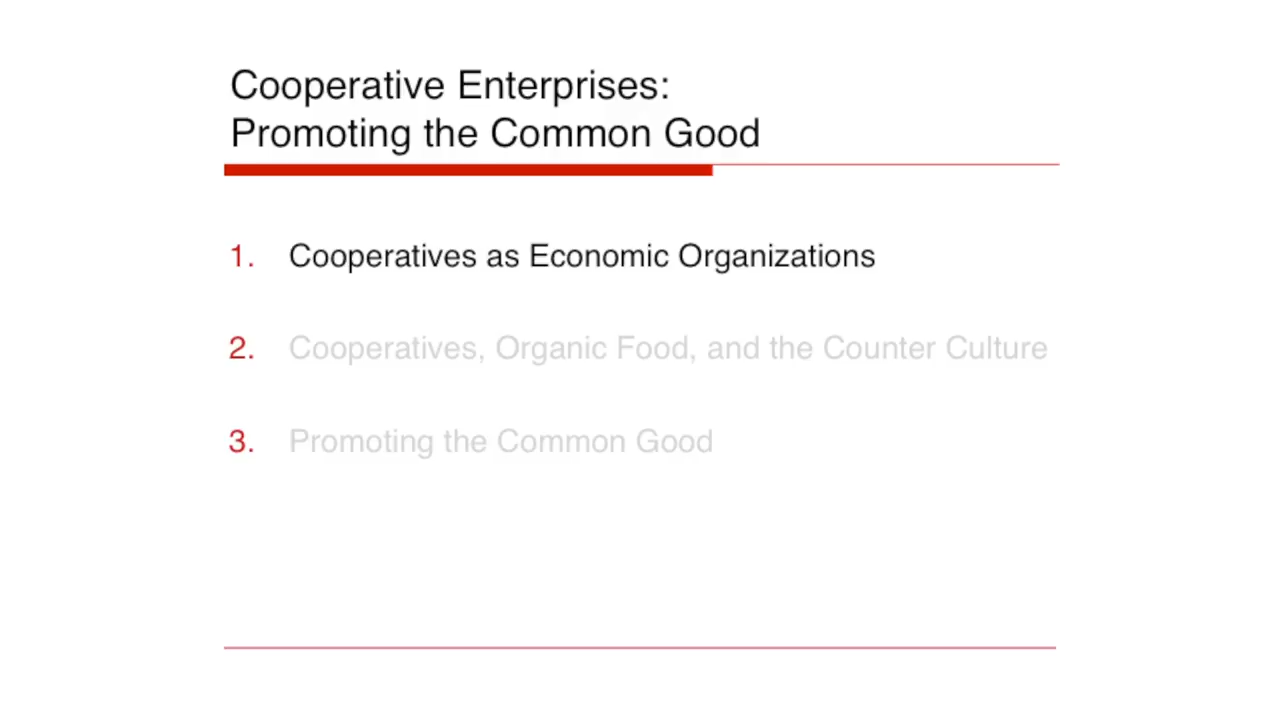 Cooperative Enterprises:
Promoting the Common Good
1. Cooperatives as Economic Organizations
2. Cooperatives, Organic Food, and the Counter Culture
3. Promoting the Common Good